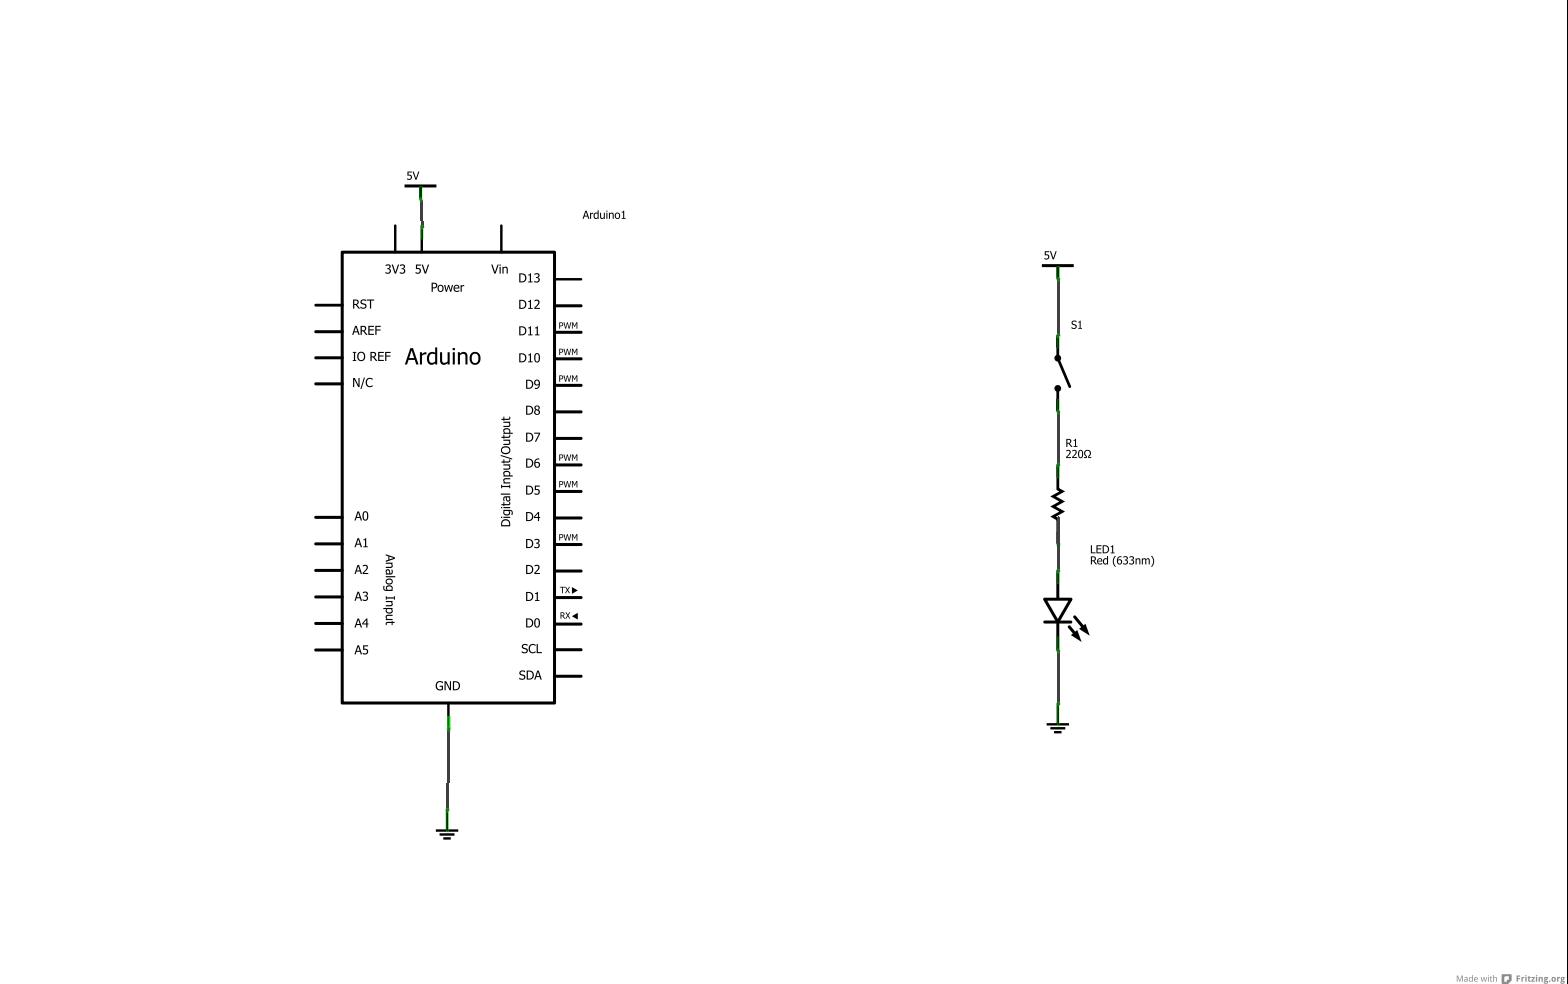 5V
Arduino1
3V3 5V Vin
Power
D13
RST
D12
AREF
D11 PWM
IO REF
Arduino
D10 PWM
N/C
D9 PWM
D8
D7
D6 PWM
D5 PWM
Digital Input/Output
A0
D4
A1
D3 PWM
A2
D2
Analog Input
A3
D1 TX
A4
D0 RX
A5
SCL
SDA
GND
5V
S1
R1
220Ω
LED1
Red (633nm)
Made with Fritzing.org